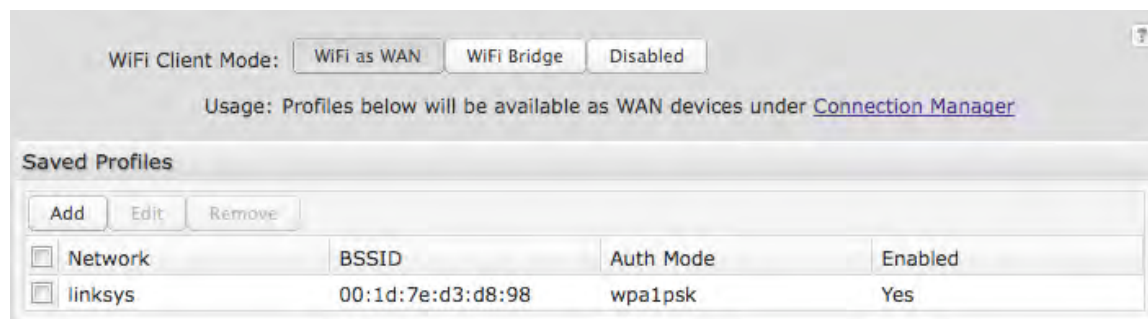 WiFi Client Mode: WiFi as WAN WiFi Bridge Disabled
?
Usage: Profiles below will be available as WAN devices under Connection Manager
Saved Profiles
Add Edit Remove
Network BSSID Auth Mode Enabled
linksys 00:1d:7e:d3:d8:98 wpa1psk Yes